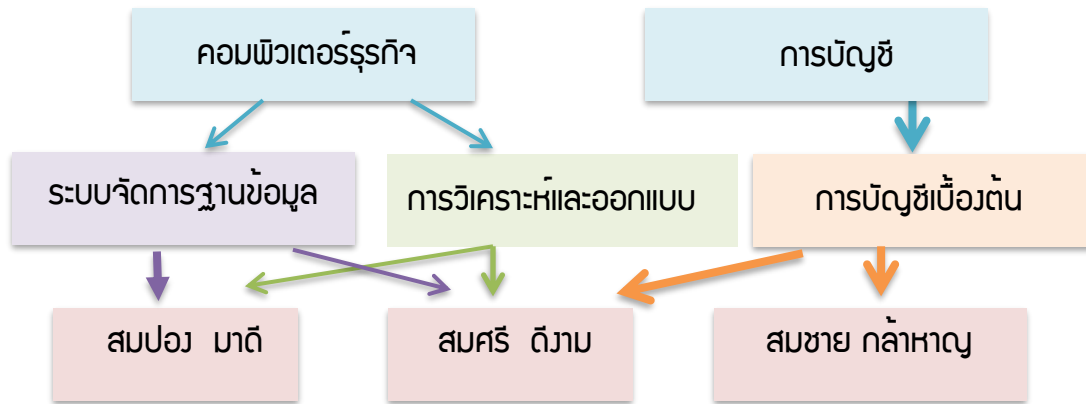 คอมพิวเตอร์ธุรกิจ
การบัญชี
ระบบจัดการฐานข้อมูล
การวิเคราะห์และออกแบบ
การบัญชีเบื้องต้น
สมปอง มาดี
สมศรี ดีงาม
สมชาย กล้าหาญ